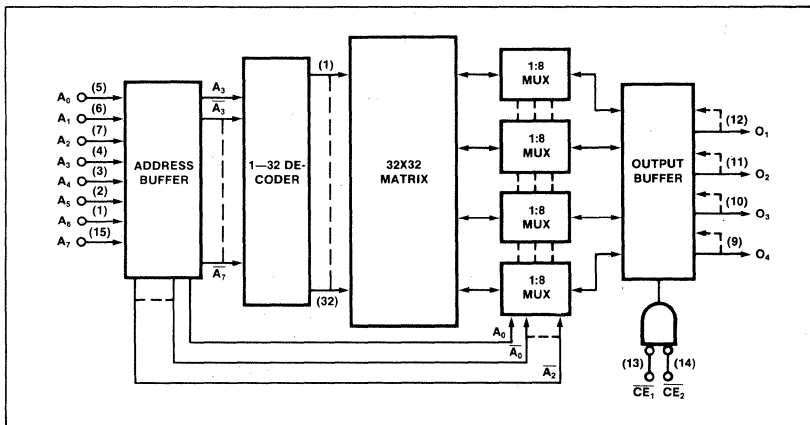 A₀ (5)
A₁ (6)
A₂ (7)
A₃ (4)
A₄ (3)
A₅ (2)
A₆ (1)
A₇ (15)
ADDRESS
BUFFER
A₃
A̅₃
A̅₇
1—32 DE-
CODER
(1)
(32)
32X32
MATRIX
1:8
MUX
1:8
MUX
1:8
MUX
1:8
MUX
A₀
A̅₀
A̅₂
OUTPUT
BUFFER
(12) O₁
(11) O₂
(10) O₃
(9) O₄
(13) (14)
C̅E̅₁ C̅E̅₂